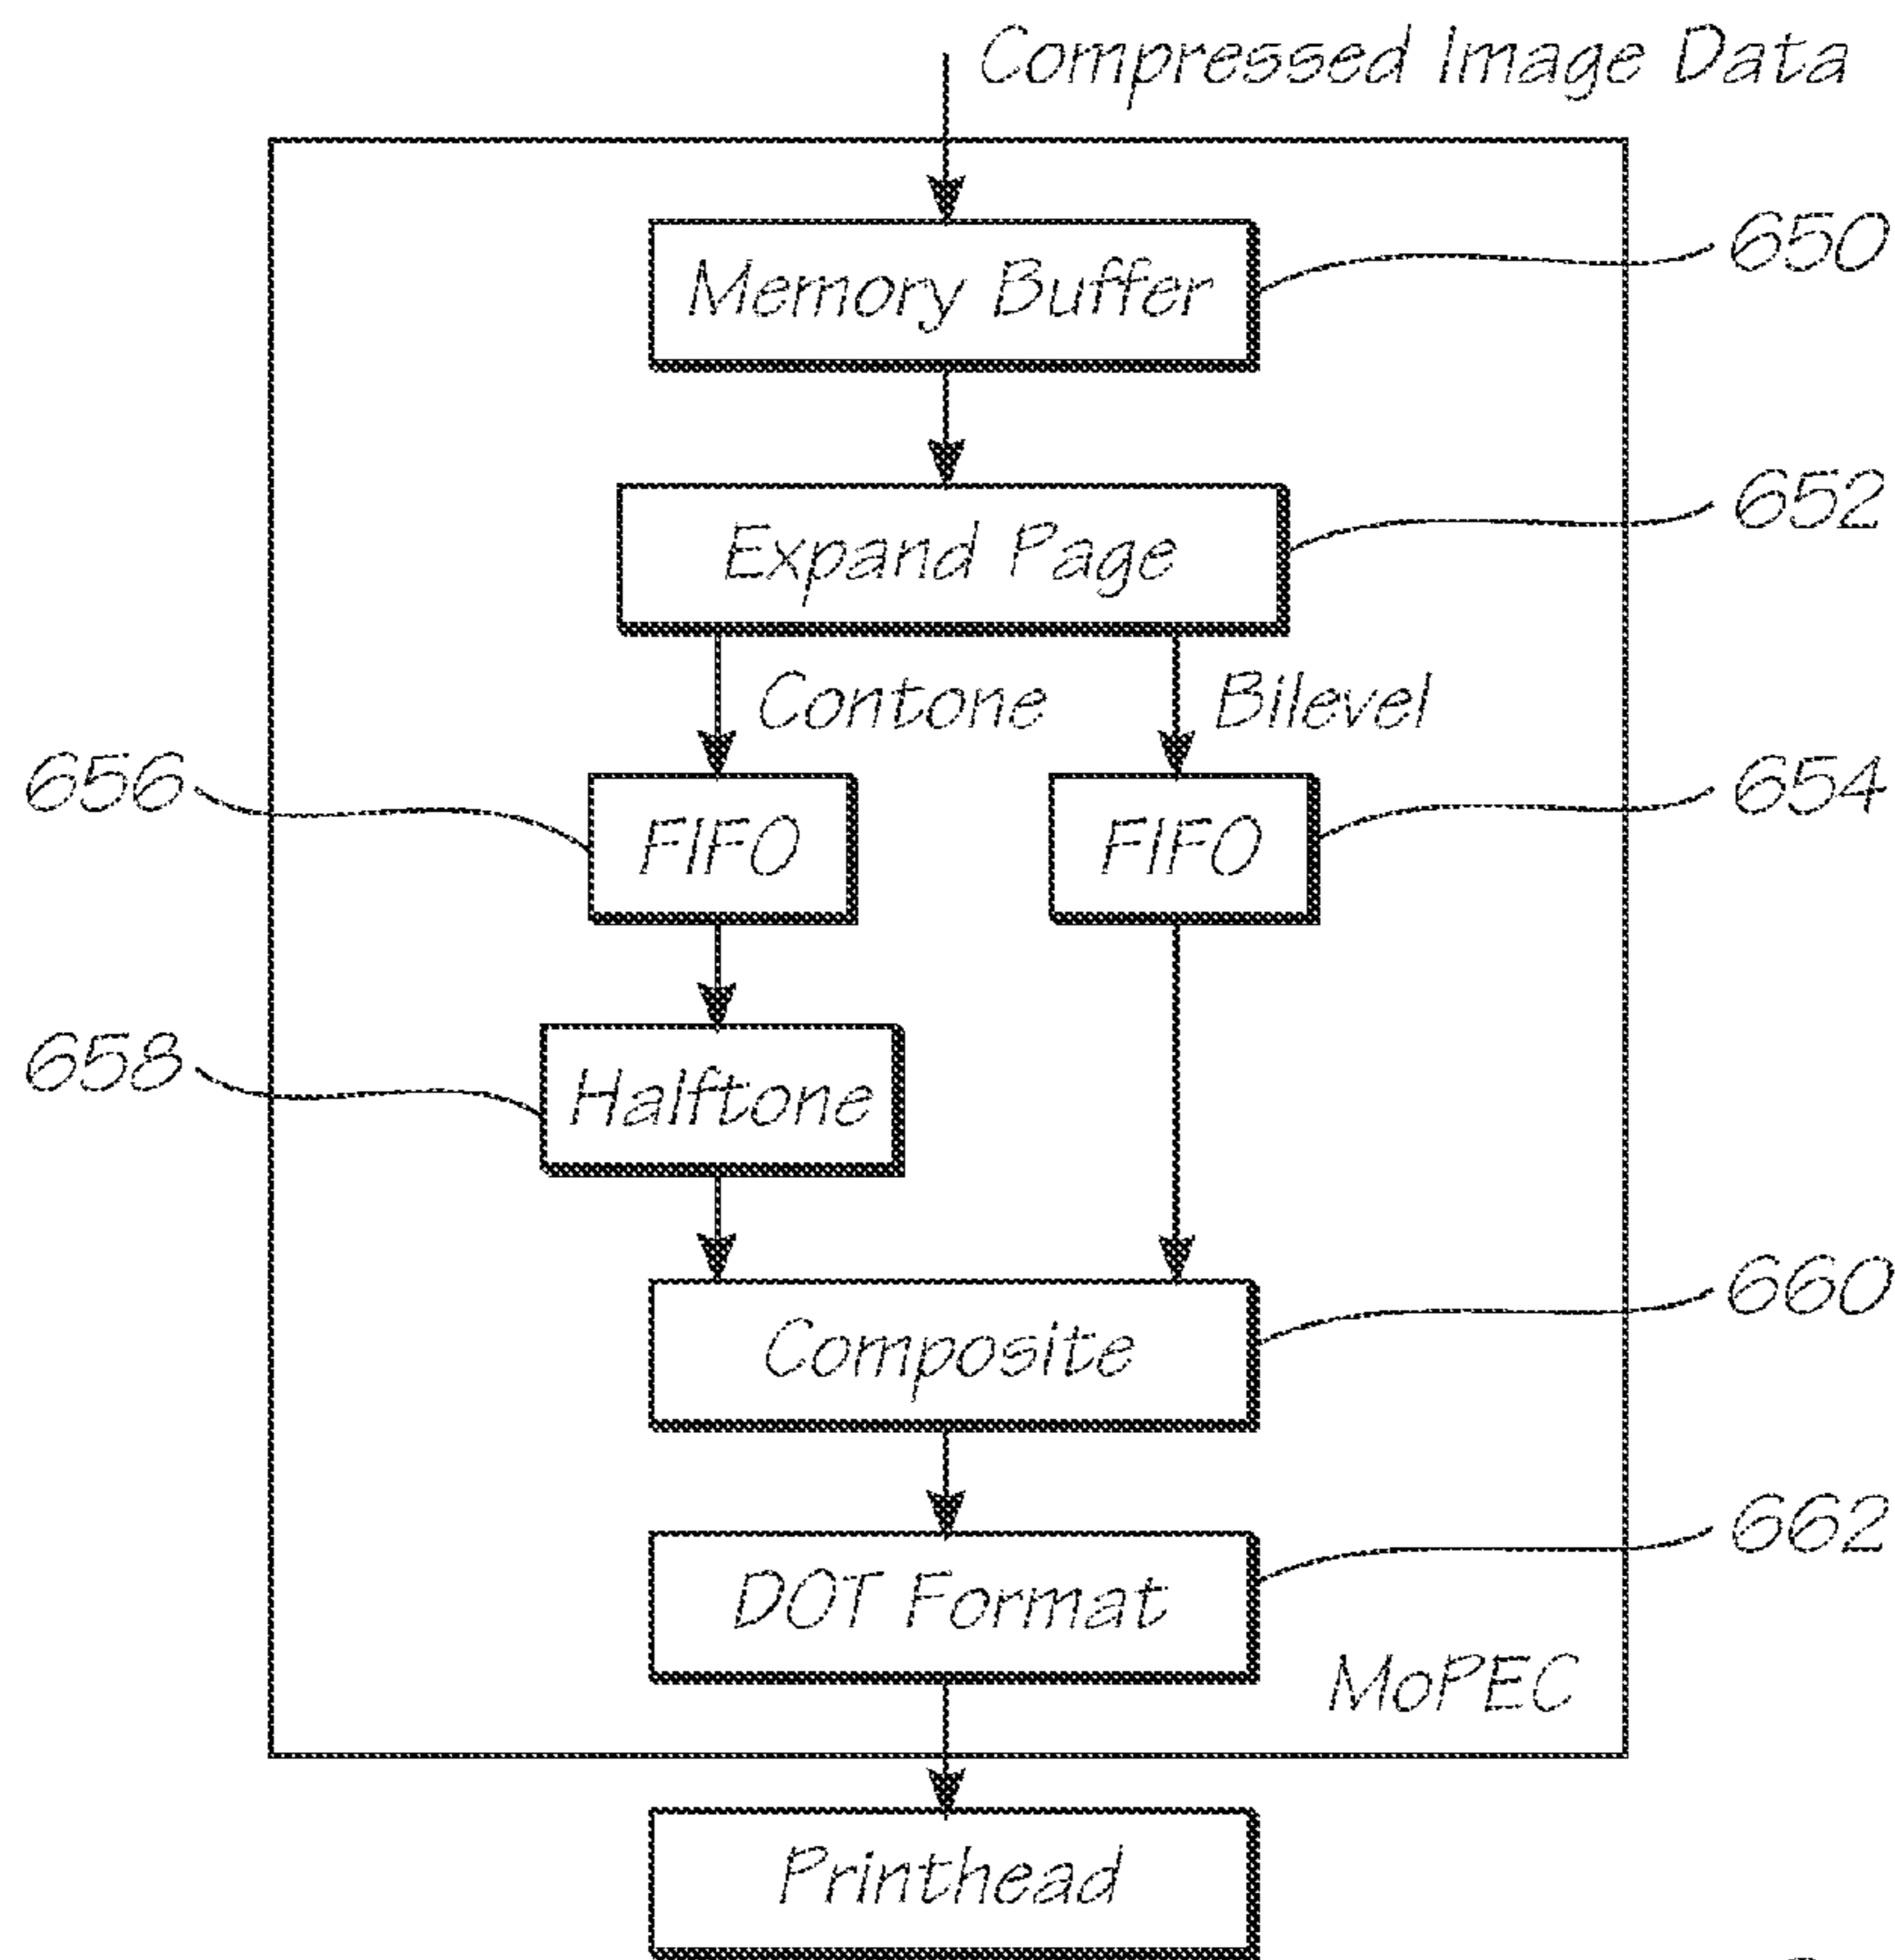 Compressed Image Data
Memory Buffer
650
Expand Page
652
Contone
Bilevel
656
FIFO
FIFO
654
658
Halftone
Composite
660
DOT Format
662
MoPEC
Printhead